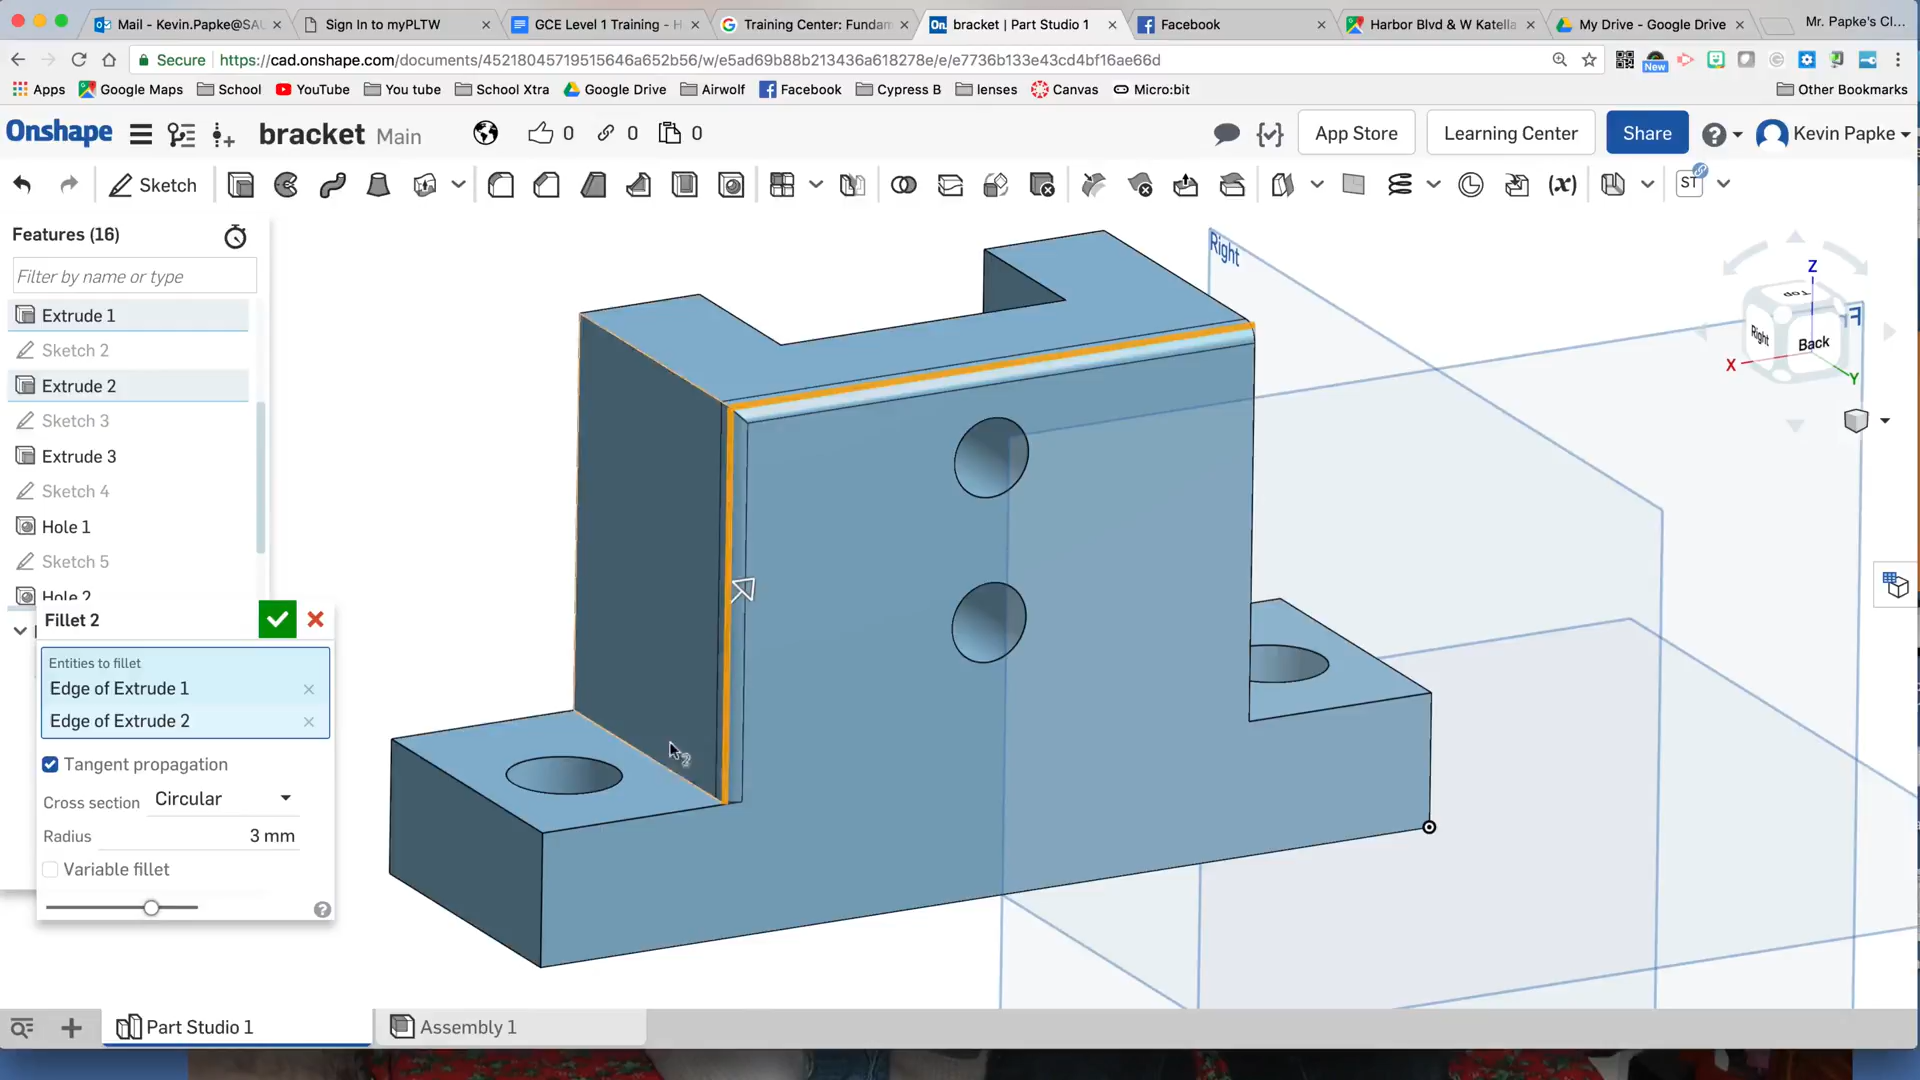 Mail - Kevin.Papke@SAU
Sign In to myPLTW
GCE Level 1 Training - H
Training Center: Fundam
bracket | Part Studio 1
Facebook
Harbor Blvd & W Katella
My Drive - Google Drive
Mr. Papke's Cl...
Secure
https://cad.onshape.com/documents/45218045719515646a652b56/w/e5ad69b88b213436a618278e/e/e7736b133e43cd4bf16ae66d
New
Apps
Google Maps
School
YouTube
You tube
School Xtra
Google Drive
Airwolf
Facebook
Cypress B
lenses
Canvas
Micro:bit
Other Bookmarks
Onshape
bracket Main
0
0
0
App Store
Learning Center
Share
Kevin Papke
Sketch
(x)
ST
Features (16)
Filter by name or type
Extrude 1
Sketch 2
Extrude 2
Sketch 3
Extrude 3
Sketch 4
Hole 1
Sketch 5
Hole 2
Fillet 2
Entities to fillet
Edge of Extrude 1
Edge of Extrude 2
Tangent propagation
Cross section Circular
Radius 3 mm
Variable fillet
Right
Z
Top
Right
Back
X
Y
F
Part Studio 1
Assembly 1